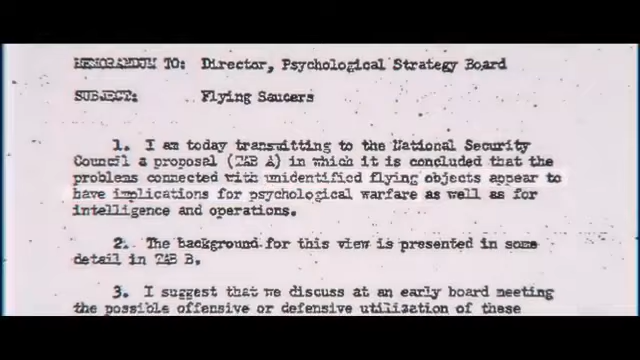 MEMORANDUM TO: Director, Psychological Strategy Board
SUBJECT: Flying Saucers
1. I am today transmitting to the National Security
Council a proposal (TAB A) in which it is concluded that the
problems connected with unidentified flying objects appear to
have implications for psychological warfare as well as for
intelligence and operations.
2. The background for this view is presented in some
detail in TAB B.
3. I suggest that we discuss at an early board meeting
the possible offensive or defensive utilization of these